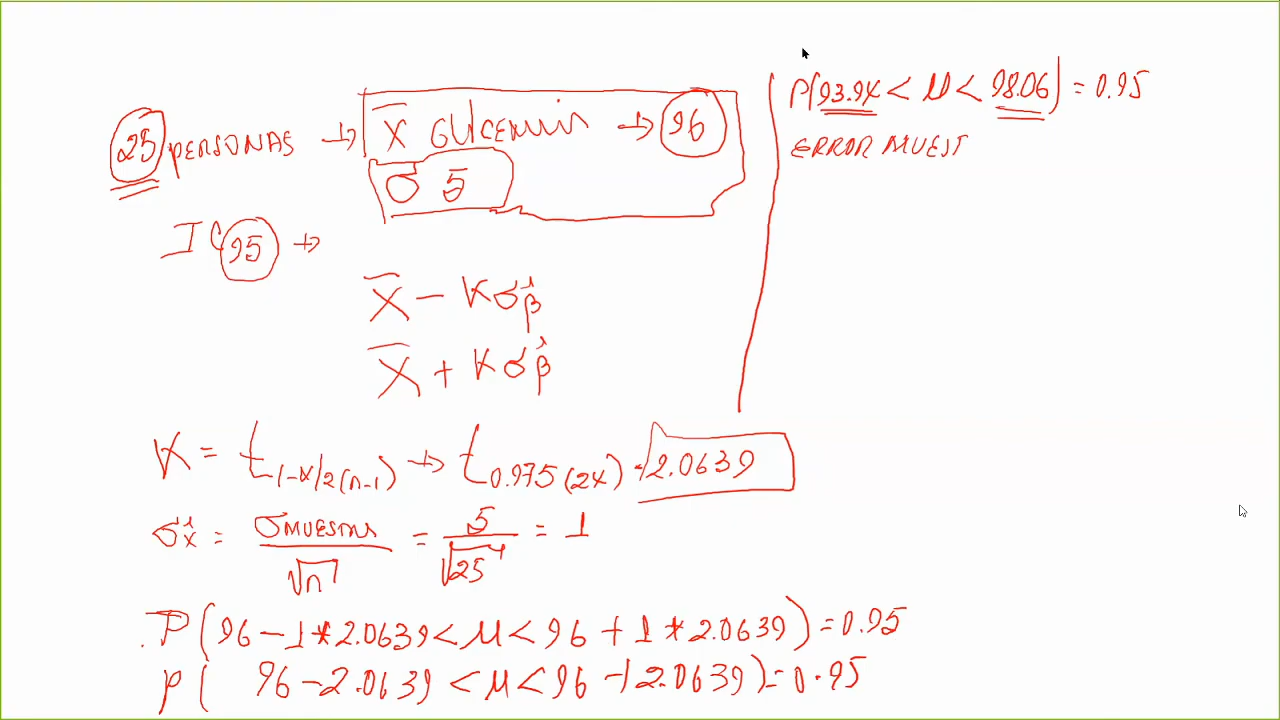 25 PERSONAS → X̄ GLICEMIA → 96
σ 5
IC 95 →
X̄ - Kσβ̂
X̄ + Kσβ̂
K = t1-α/2(n-1) → t0.975(24) = 2.0639
σx̂ = σMUESTRA / √n = 5 / √25 = 1
P(96 - 1 * 2.0639 < μ < 96 + 1 * 2.0639) = 0.95
P( 96 - 2.0639 < μ < 96 + 2.0639) = 0.95
P(93.94 < μ < 98.06) = 0.95
ERROR MUEST